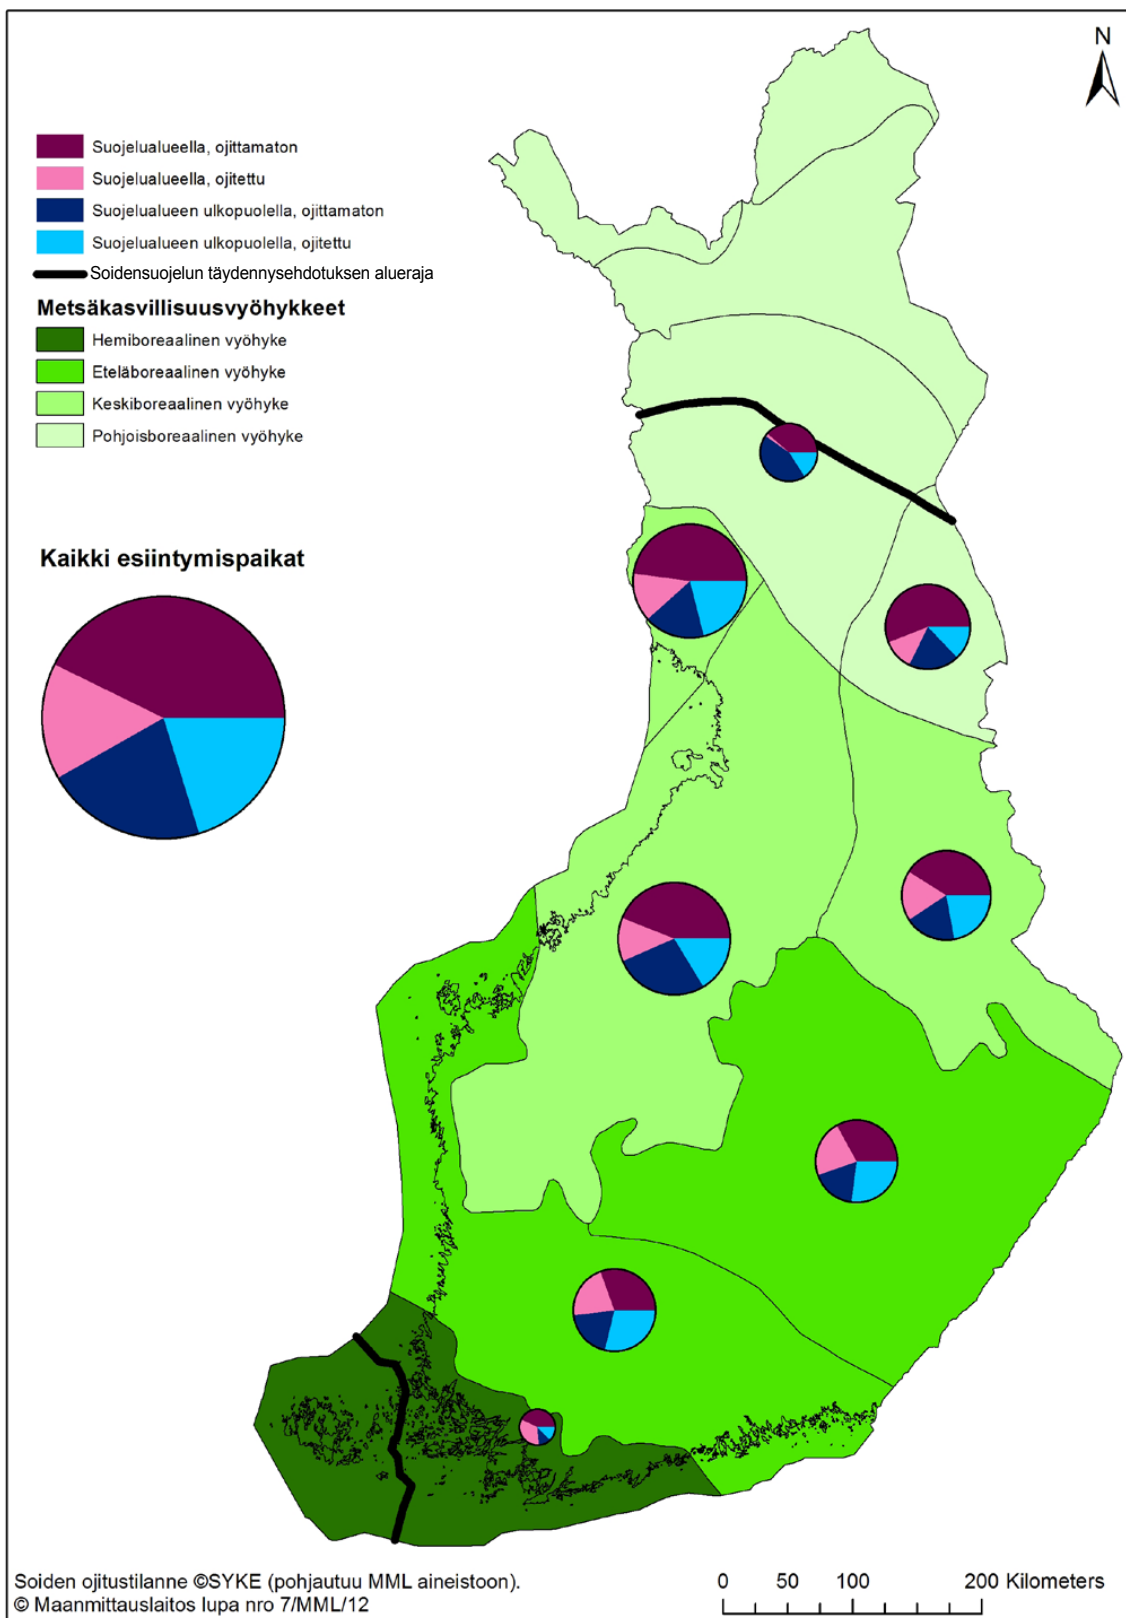 N
Suojelualueella, ojittamaton
Suojelualueella, ojitettu
Suojelualueen ulkopuolella, ojittamaton
Suojelualueen ulkopuolella, ojitettu
Soidensuojelun täydennysehdotuksen alueraja
Metsäkasvillisuusvyöhykkeet
Hemiboreaalinen vyöhyke
Eteläboreaalinen vyöhyke
Keskiboreaalinen vyöhyke
Pohjoisboreaalinen vyöhyke
Kaikki esiintymispaikat
Soiden ojitustilanne ©SYKE (pohjautuu MML aineistoon).
© Maanmittauslaitos lupa nro 7/MML/12
0 50 100 200 Kilometers